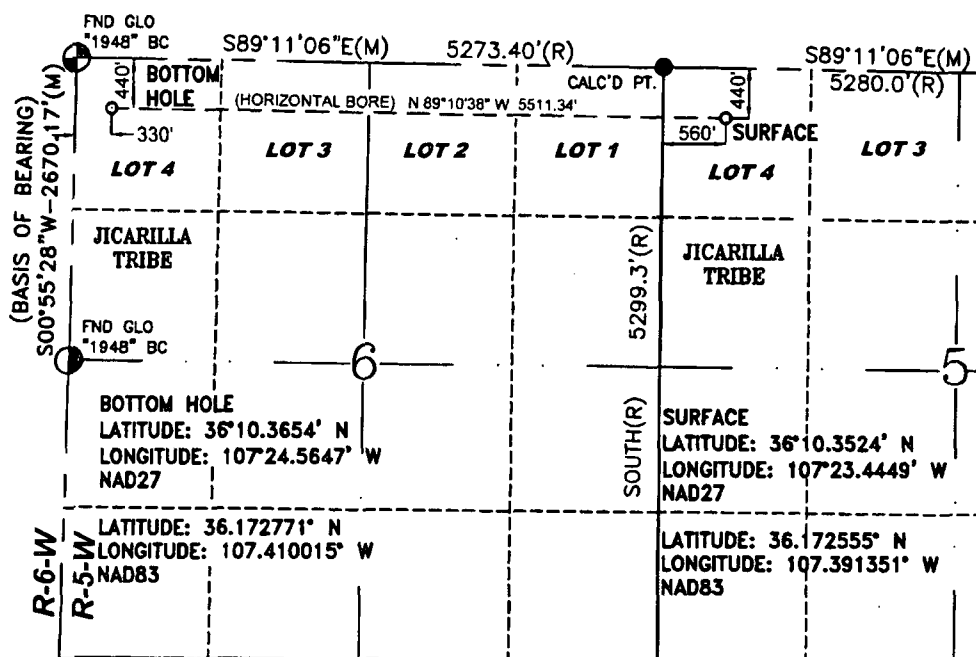 FND GLO
"1948" BC
S89°11'06"E(M)
5273.40'(R)
S89°11'06"E(M)
5280.0'(R)
440'
BOTTOM
HOLE
CALC'D PT.
440'
(HORIZONTAL BORE) N 89°10'38" W 5511.34'
330'
560'
SURFACE
LOT 4
LOT 3
LOT 2
LOT 1
LOT 4
LOT 3
(BASIS OF BEARING)
S00°55'28"W-2670.17'(M)
JICARILLA
TRIBE
5299.3'(R)
JICARILLA
TRIBE
FND GLO
"1948" BC
6
5
BOTTOM HOLE
LATITUDE: 36°10.3654' N
LONGITUDE: 107°24.5647' W
NAD27
SOUTH(R)
SURFACE
LATITUDE: 36°10.3524' N
LONGITUDE: 107°23.4449' W
NAD27
R-6-W
R-5-W
LATITUDE: 36.172771° N
LONGITUDE: 107.410015° W
NAD83
LATITUDE: 36.172555° N
LONGITUDE: 107.391351° W
NAD83